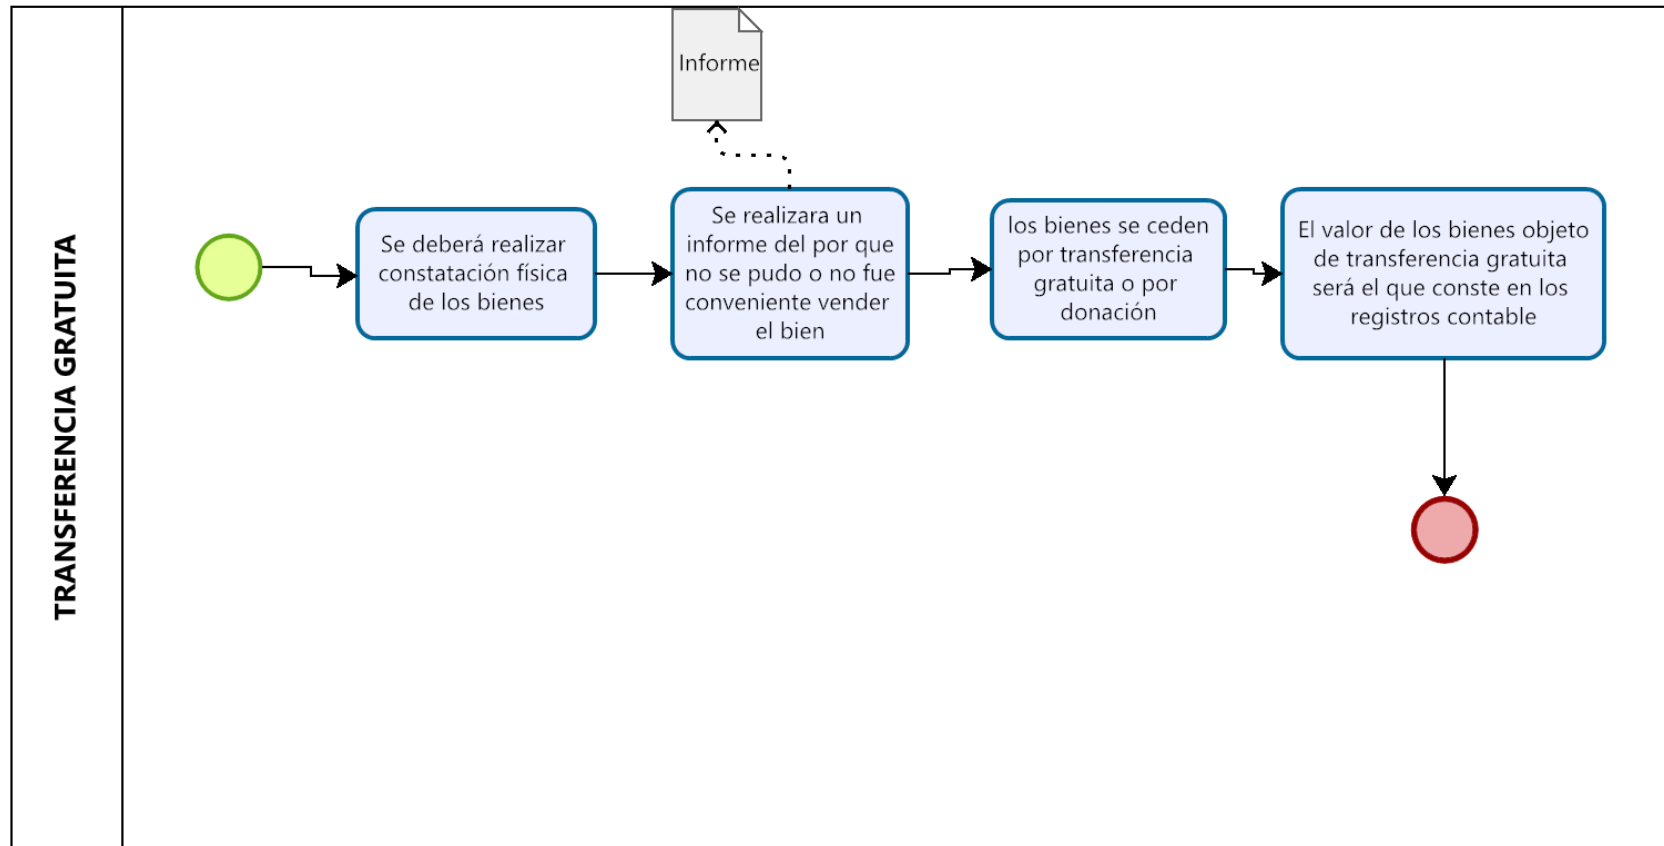 TRANSFERENCIA GRATUITA
Informe
Se deberá realizar
constatación física
de los bienes
Se realizara un
informe del por que
no se pudo o no fue
conveniente vender
el bien
los bienes se ceden
por transferencia
gratuita o por
donación
El valor de los bienes objeto
de transferencia gratuita
será el que conste en los
registros contable